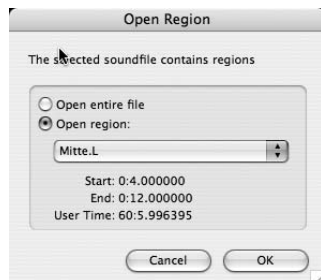 Open Region
The selected soundfile contains regions
Open entire file
Open region:
Mitte.L
Start: 0:4.000000
End: 0:12.000000
User Time: 60:5.996395
Cancel OK